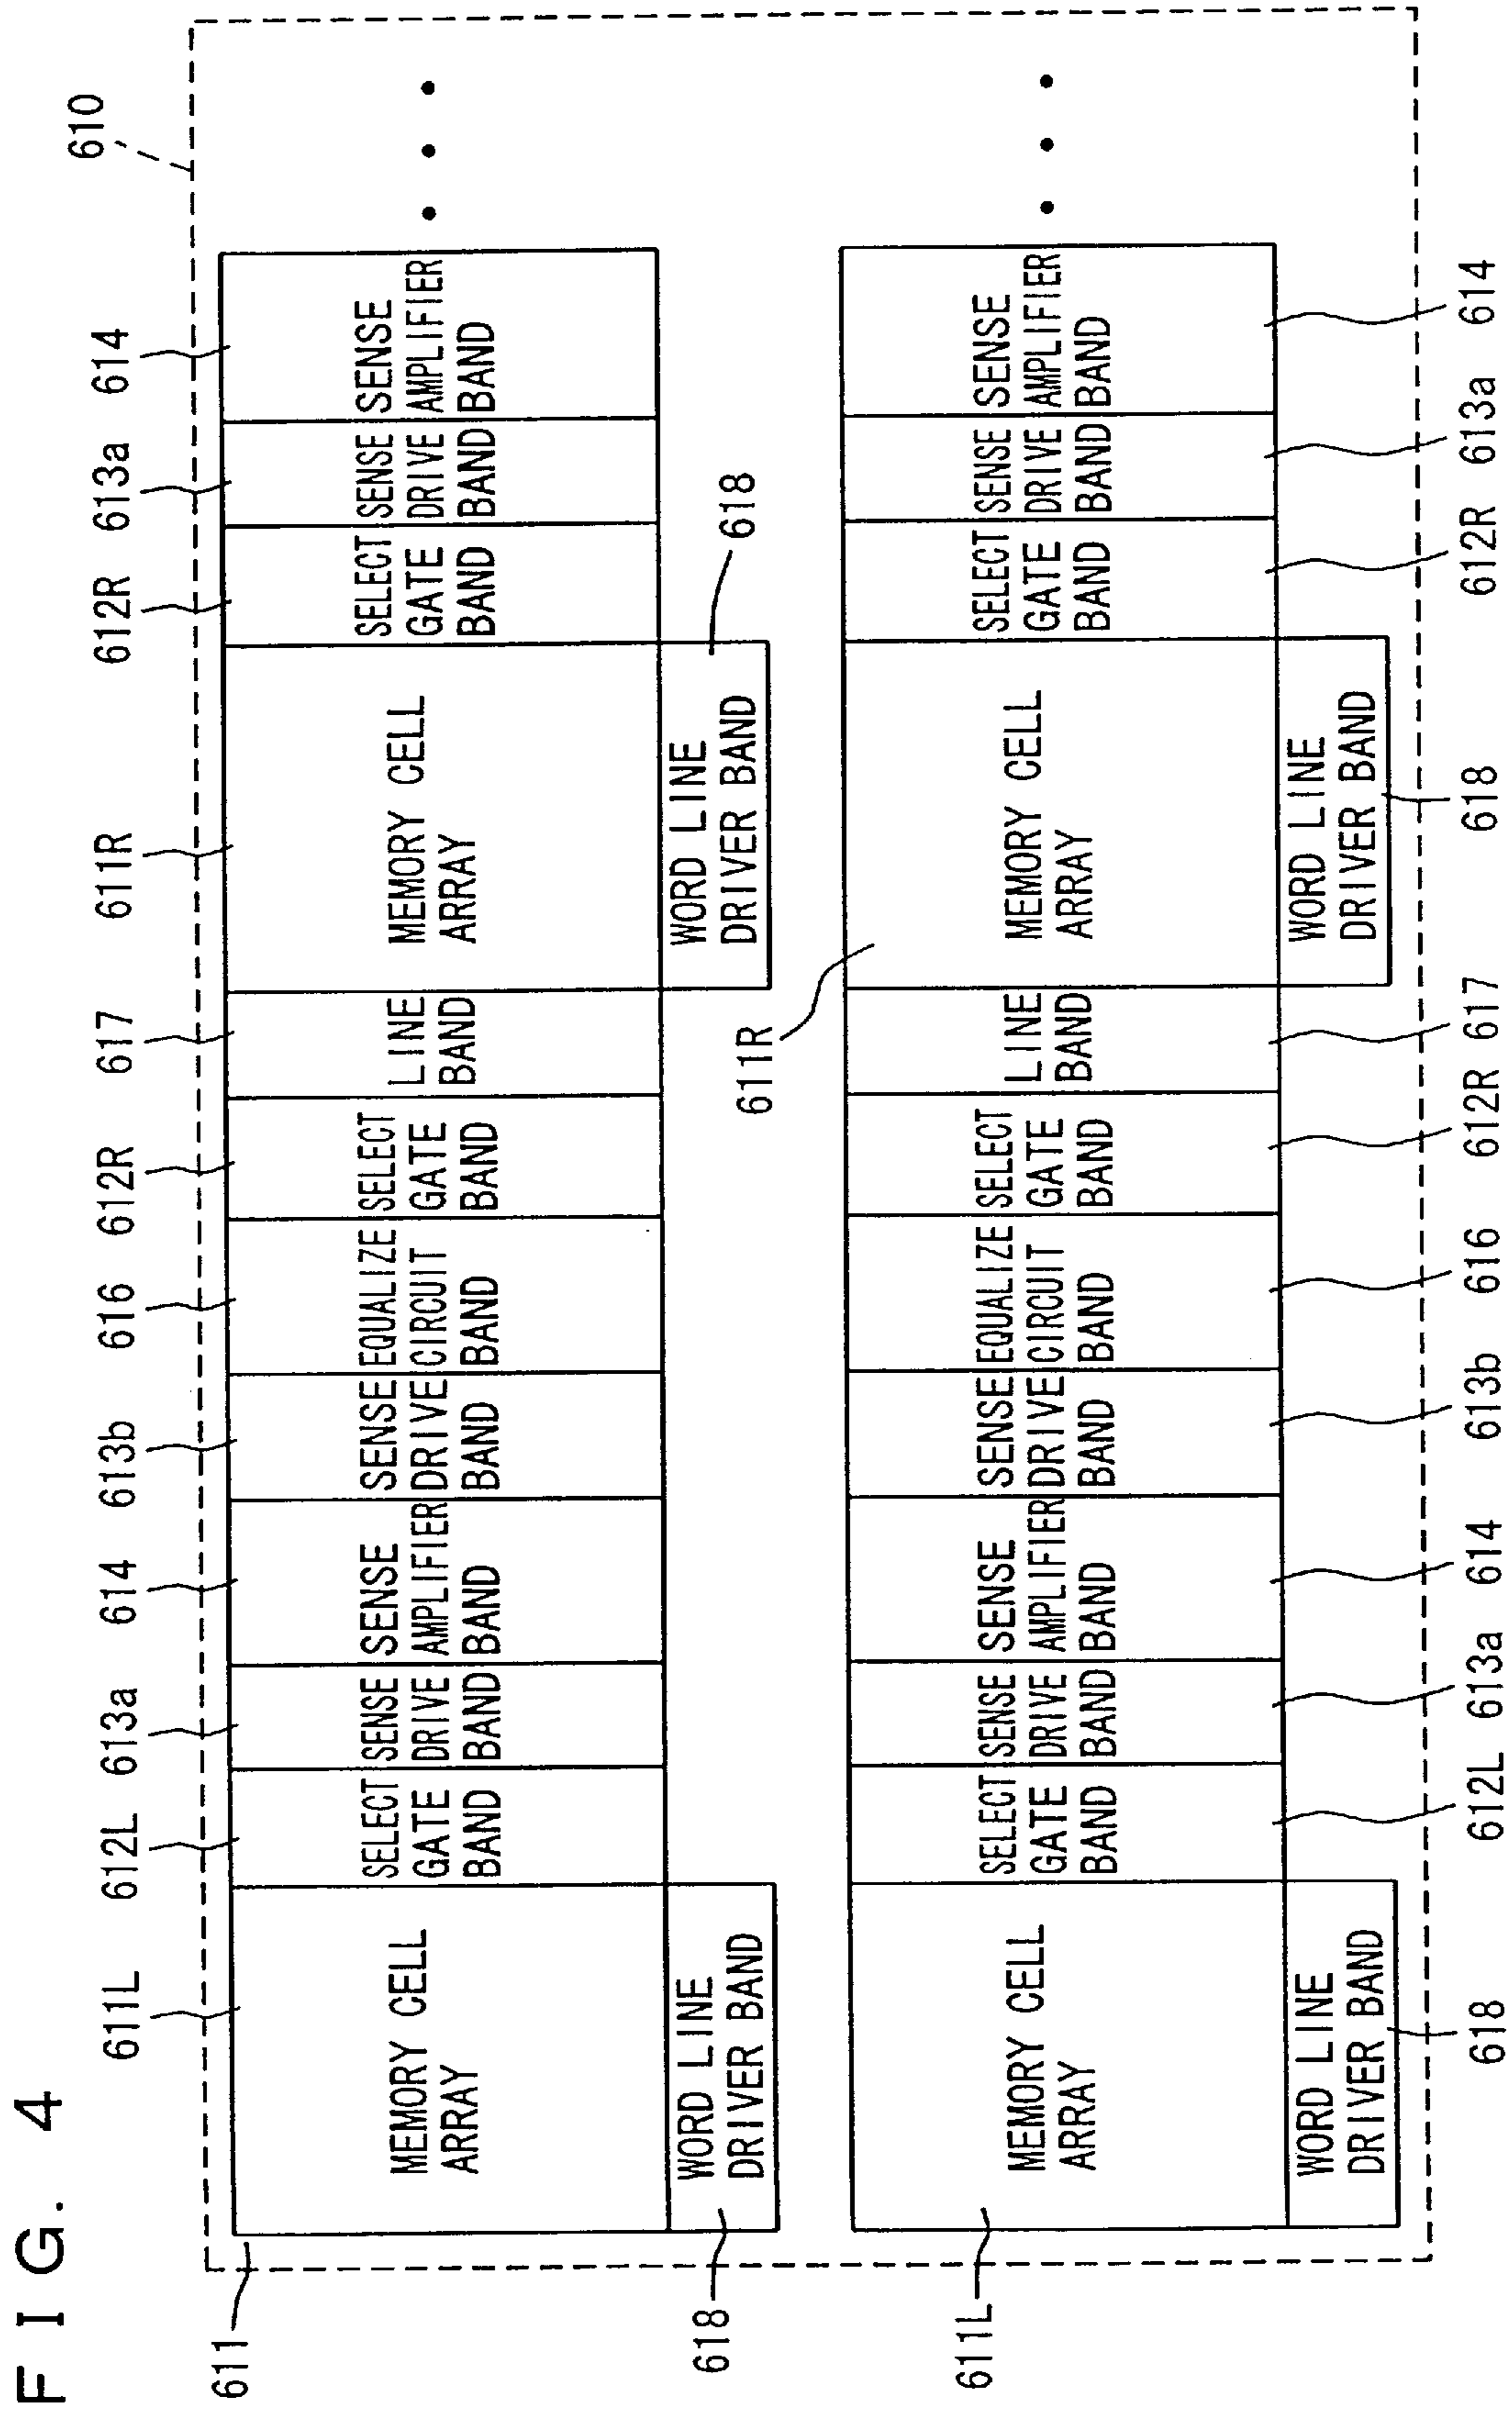 FIG. 4
610
611
611L
612L
613a
614
613b
616
612R
617
611R
612R
613a
614
MEMORY CELL
ARRAY
SELECT
GATE
BAND
SENSE
DRIVE
BAND
SENSE
AMPLIFIER
BAND
SENSE
DRIVE
BAND
EQUALIZE
CIRCUIT
BAND
SELECT
GATE
BAND
LINE
BAND
MEMORY CELL
ARRAY
SELECT
GATE
BAND
SENSE
DRIVE
BAND
SENSE
AMPLIFIER
BAND
618
WORD LINE
DRIVER BAND
WORD LINE
DRIVER BAND
618
611L
611R
MEMORY CELL
ARRAY
SELECT
GATE
BAND
SENSE
DRIVE
BAND
SENSE
AMPLIFIER
BAND
SENSE
DRIVE
BAND
EQUALIZE
CIRCUIT
BAND
SELECT
GATE
BAND
LINE
BAND
MEMORY CELL
ARRAY
SELECT
GATE
BAND
SENSE
DRIVE
BAND
SENSE
AMPLIFIER
BAND
WORD LINE
DRIVER BAND
WORD LINE
DRIVER BAND
618
612L
613a
614
613b
616
612R
617
618
612R
613a
614